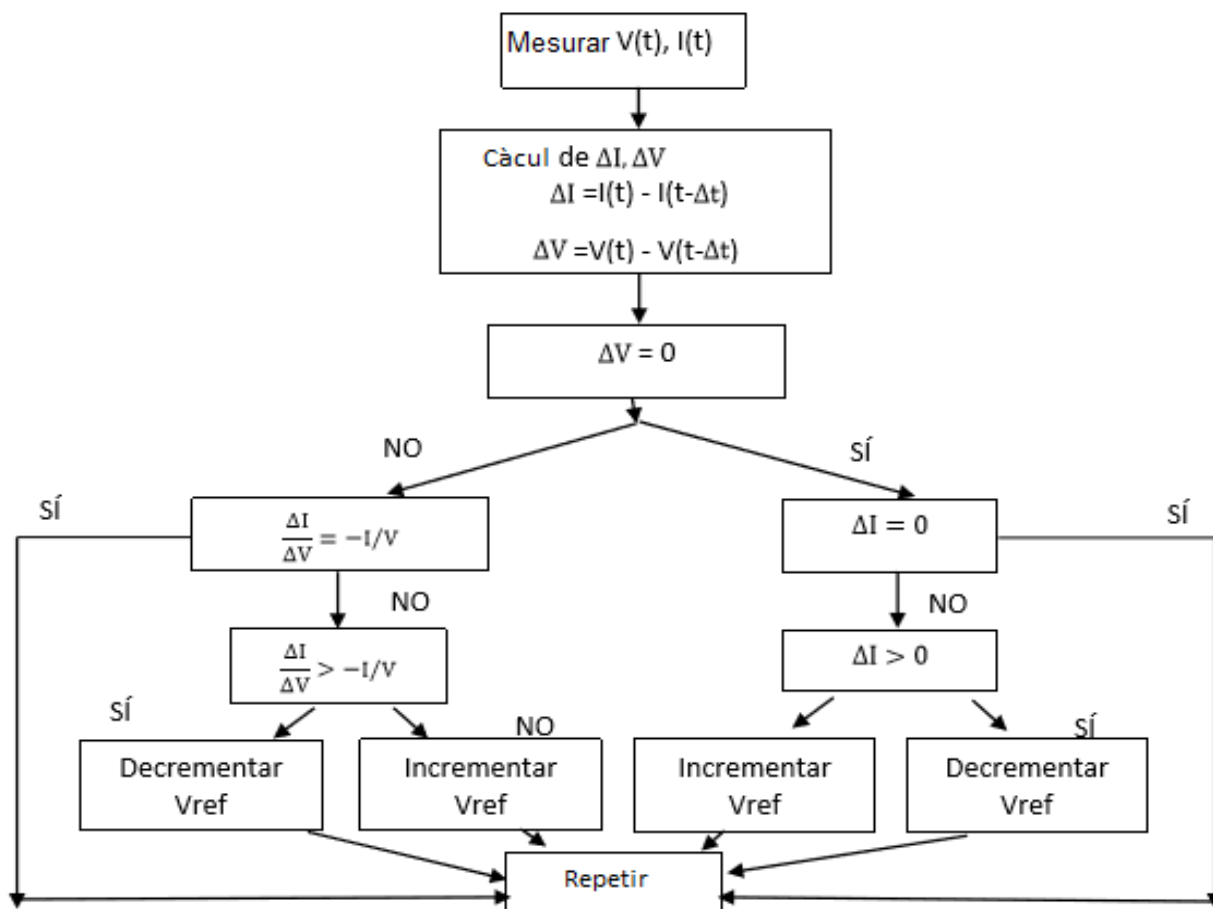 Mesurar V(t), I(t)
Càcul de ΔI, ΔV
ΔI =I(t) - I(t-Δt)
ΔV =V(t) - V(t-Δt)
ΔV = 0
NO
SÍ
SÍ
ΔI/ΔV = −I/V
ΔI = 0
SÍ
NO
NO
ΔI/ΔV > −I/V
ΔI > 0
SÍ
NO
SÍ
Decrementar
Vref
Incrementar
Vref
Incrementar
Vref
Decrementar
Vref
Repetir